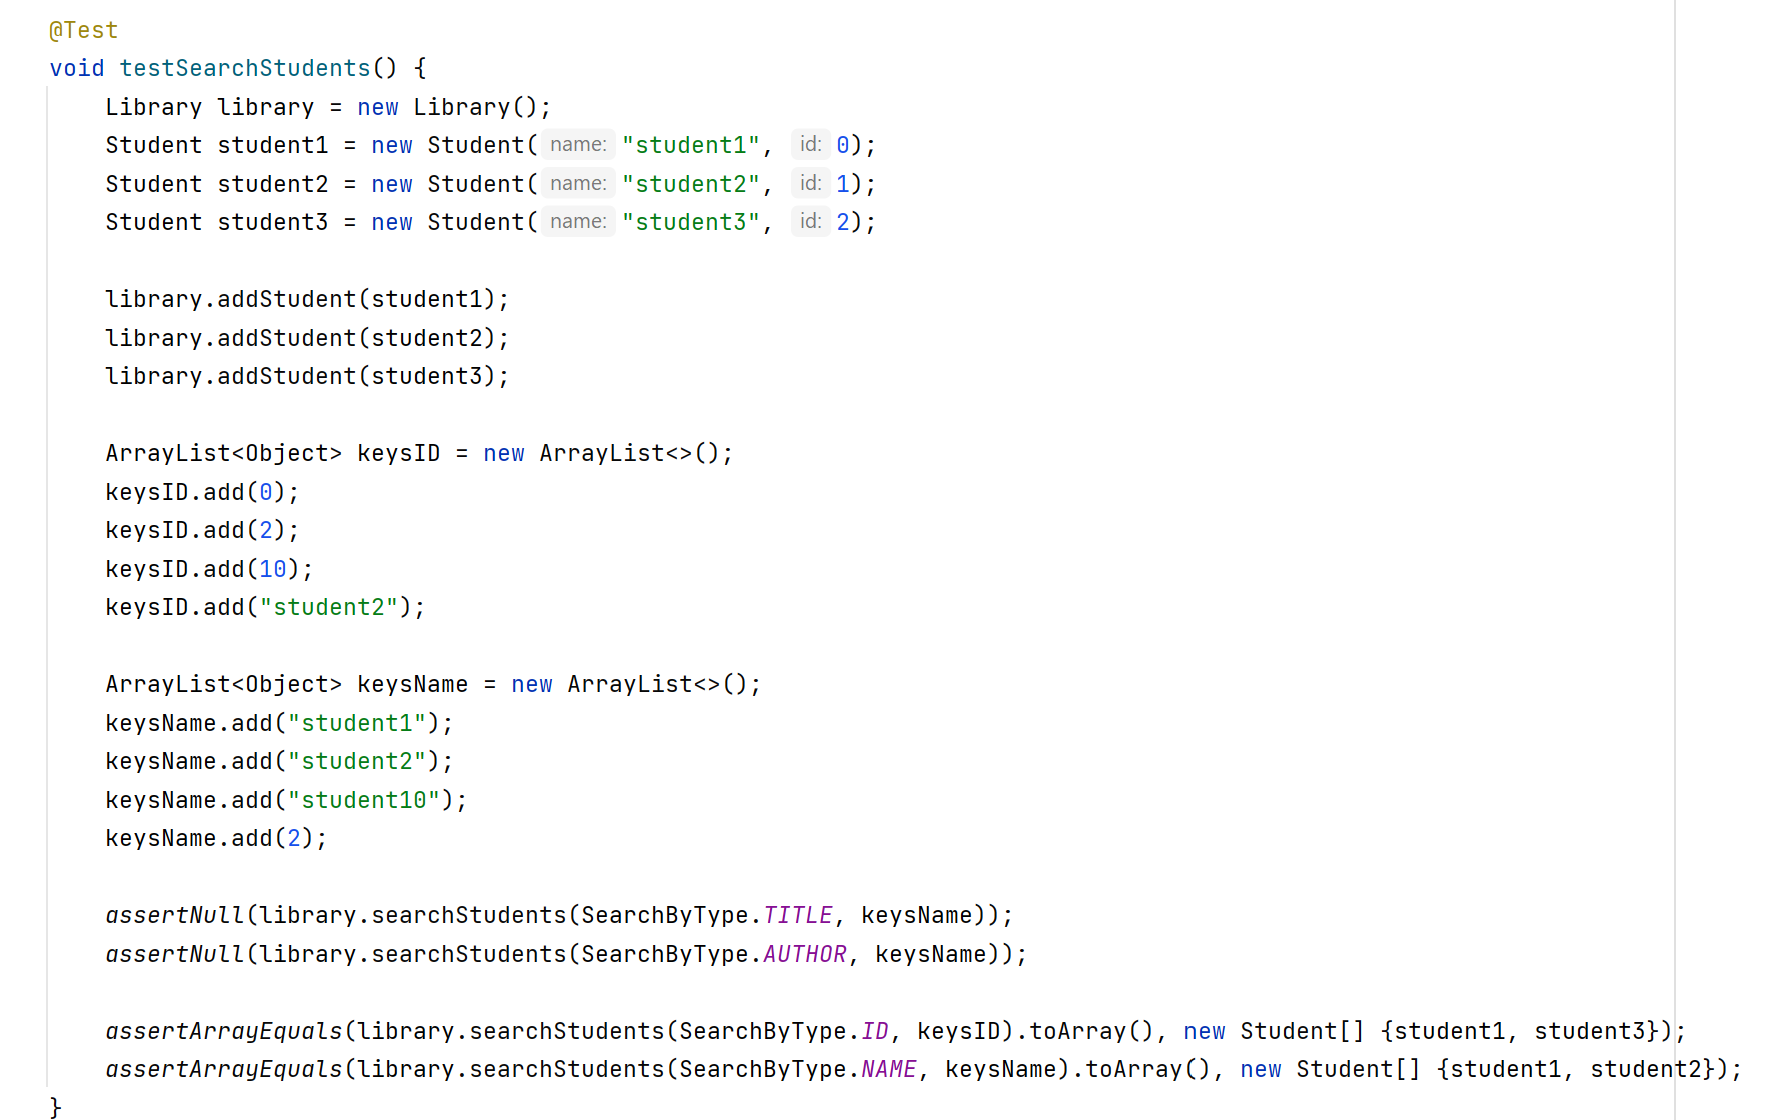 @Test
void testSearchStudents() {
    Library library = new Library();
    Student student1 = new Student( name: "student1", id: 0);
    Student student2 = new Student( name: "student2", id: 1);
    Student student3 = new Student( name: "student3", id: 2);

    library.addStudent(student1);
    library.addStudent(student2);
    library.addStudent(student3);

    ArrayList<Object> keysID = new ArrayList<>();
    keysID.add(0);
    keysID.add(2);
    keysID.add(10);
    keysID.add("student2");

    ArrayList<Object> keysName = new ArrayList<>();
    keysName.add("student1");
    keysName.add("student2");
    keysName.add("student10");
    keysName.add(2);

    assertNull(library.searchStudents(SearchByType.TITLE, keysName));
    assertNull(library.searchStudents(SearchByType.AUTHOR, keysName));

    assertArrayEquals(library.searchStudents(SearchByType.ID, keysID).toArray(), new Student[] {student1, student3});
    assertArrayEquals(library.searchStudents(SearchByType.NAME, keysName).toArray(), new Student[] {student1, student2});
}